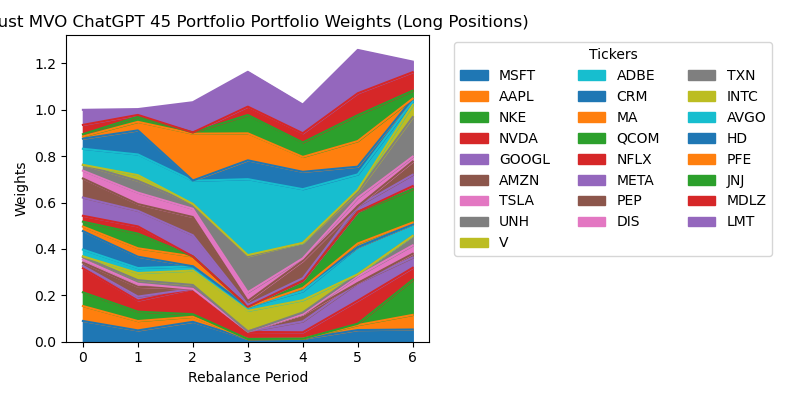 ust MVO ChatGPT 45 Portfolio Portfolio Weights (Long Positions)
Weights
1.2
1.0
0.8
0.6
0.4
0.2
0.0
0 1 2 3 4 5 6
Rebalance Period
Tickers
MSFT ADBE TXN
AAPL CRM INTC
NKE MA AVGO
NVDA QCOM HD
GOOGL NFLX PFE
AMZN META JNJ
TSLA PEP MDLZ
UNH DIS LMT
V